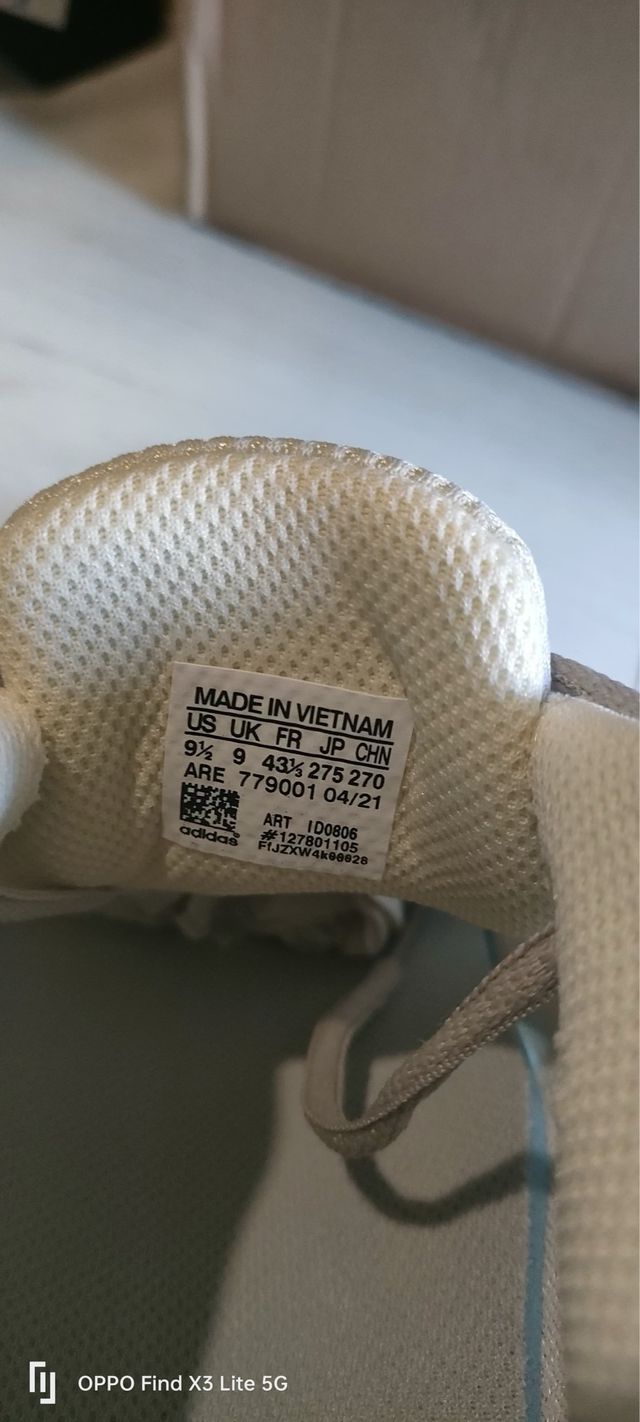 MADE IN VIETNAM
US UK FR JP CHN
9½ 9 43⅓ 275 270
ARE 779001 04/21
ART ID0806
#127801105
adidas
OPPO Find X3 Lite 5G